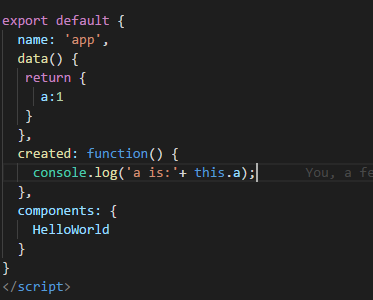 export default {
  name: 'app',
  data() {
    return {
      a:1
    }
  },
  created: function() {
    console.log('a is:'+ this.a);    You, a fe
  },
  components: {
    HelloWorld
  }
}
</script>